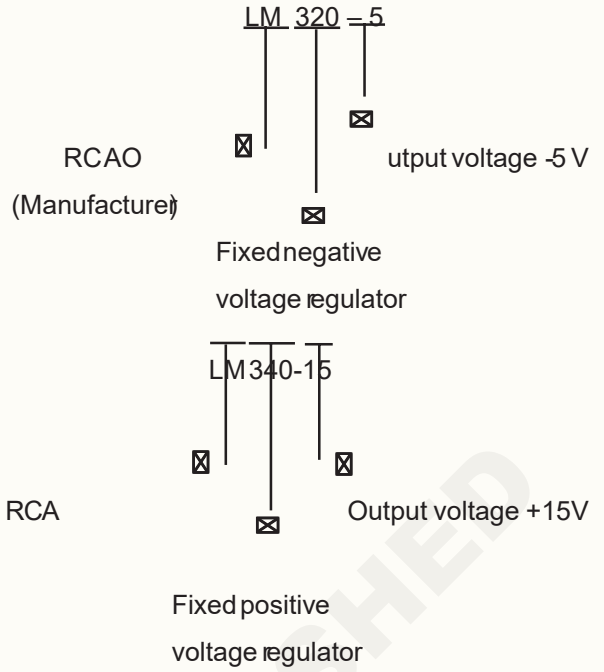 LM 320 – 5
RCAO utput voltage -5 V
(Manufacturer)
Fixed negative
voltage regulator
LM 340-15
RCA Output voltage +15V
Fixed positive
voltage regulator
SHED